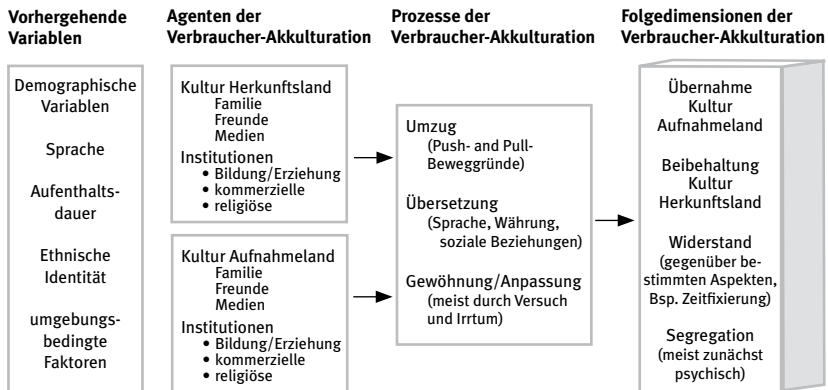 Vorhergehende
Variablen
Demographische
Variablen
Sprache
Aufenthalts-
dauer
Ethnische
Identität
umgebungs-
bedingte
Faktoren
Agenten der
Verbraucher-Akkulturation
Kultur Herkunftsland
Familie
Freunde
Medien
Institutionen
• Bildung/Erziehung
• kommerzielle
• religiöse
Kultur Aufnahmeland
Familie
Freunde
Medien
Institutionen
• Bildung/Erziehung
• kommerzielle
• religiöse
Prozesse der
Verbraucher-Akkulturation
Umzug
(Push- and Pull-
Beweggründe)
Übersetzung
(Sprache, Währung,
soziale Beziehungen)
Gewöhnung/Anpassung
(meist durch Versuch
und Irrtum)
Folgedimensionen der
Verbraucher-Akkulturation
Übernahme
Kultur
Aufnahmeland
Beibehaltung
Kultur
Herkunftsland
Widerstand
(gegenüber be-
stimmten Aspekten,
Bsp. Zeitfixierung)
Segregation
(meist zunächst
psychisch)